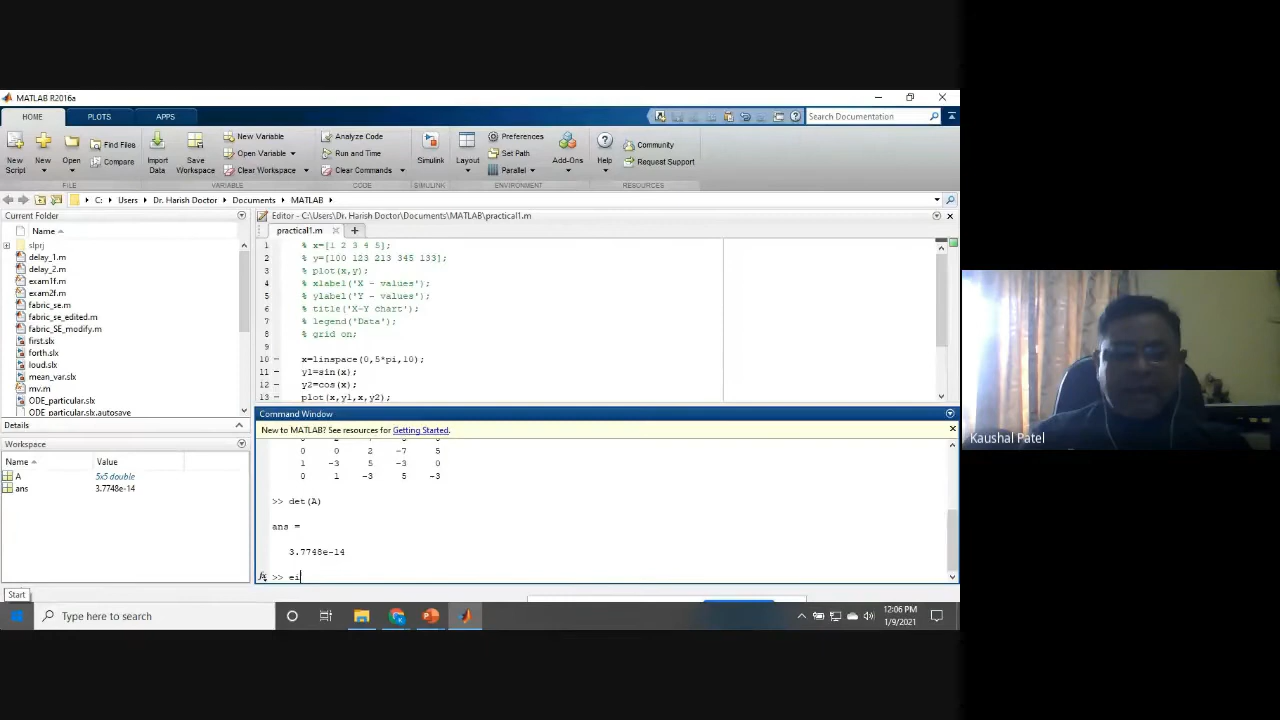 MATLAB R2016a
HOME PLOTS APPS
Search Documentation
New Script
New
Open
Find Files
Compare
Import Data
Save Workspace
New Variable
Open Variable
Clear Workspace
Analyze Code
Run and Time
Clear Commands
Simulink
Layout
Preferences
Set Path
Parallel
Add-Ons
Help
Community
Request Support
FILE VARIABLE CODE SIMULINK ENVIRONMENT RESOURCES
C: Users Dr. Harish Doctor Documents MATLAB
Current Folder
Name
slprj
delay_1.m
delay_2.m
exam1f.m
exam2f.m
fabric_se.m
fabric_se_edited.m
fabric_SE_modify.m
first.slx
forth.slx
loud.slx
mean_var.slx
mv.m
ODE_particular.slx
ODE_particular.slx.autosave
Details
Workspace
Name Value
A 5x5 double
ans 3.7748e-14
Editor - C:\Users\Dr. Harish Doctor\Documents\MATLAB\practical1.m
practical1.m
1 % x=[1 2 3 4 5];
2 % y=[100 123 213 345 133];
3 % plot(x,y);
4 % xlabel('X - values');
5 % ylabel('Y - values');
6 % title('X-Y chart');
7 % legend('Data');
8 % grid on;
9
10 x=linspace(0,5*pi,10);
11 y1=sin(x);
12 y2=cos(x);
13 plot(x,y1,x,y2);
Command Window
New to MATLAB? See resources for Getting Started.
0 0 2 -7 5
1 -3 5 -3 0
0 1 -3 5 -3
>> det(A)
ans =
3.7748e-14
fx >> ei
Start
Type here to search
12:06 PM
1/9/2021
Kaushal Patel